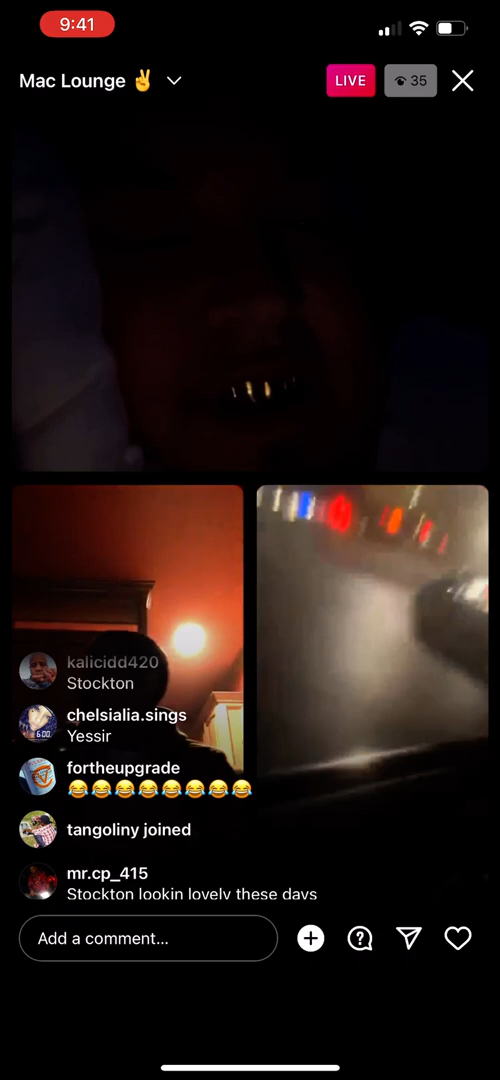 9:41
Mac Lounge ✌️
LIVE
35
kalicidd420
Stockton
chelsialia.sings
Yessir
fortheupgrade
😂😂😂😂😂😂😂😂
tangoliny joined
mr.cp_415
Stockton lookin lovely these days
Add a comment...